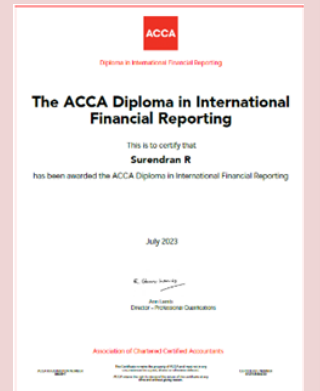 ACCA
Diploma in International Financial Reporting
The ACCA Diploma in International
Financial Reporting
This is to certify that
Surendran R
has been awarded the ACCA Diploma in International Financial Reporting
July 2023
Director - Professional Qualifications
Association of Chartered Certified Accountants